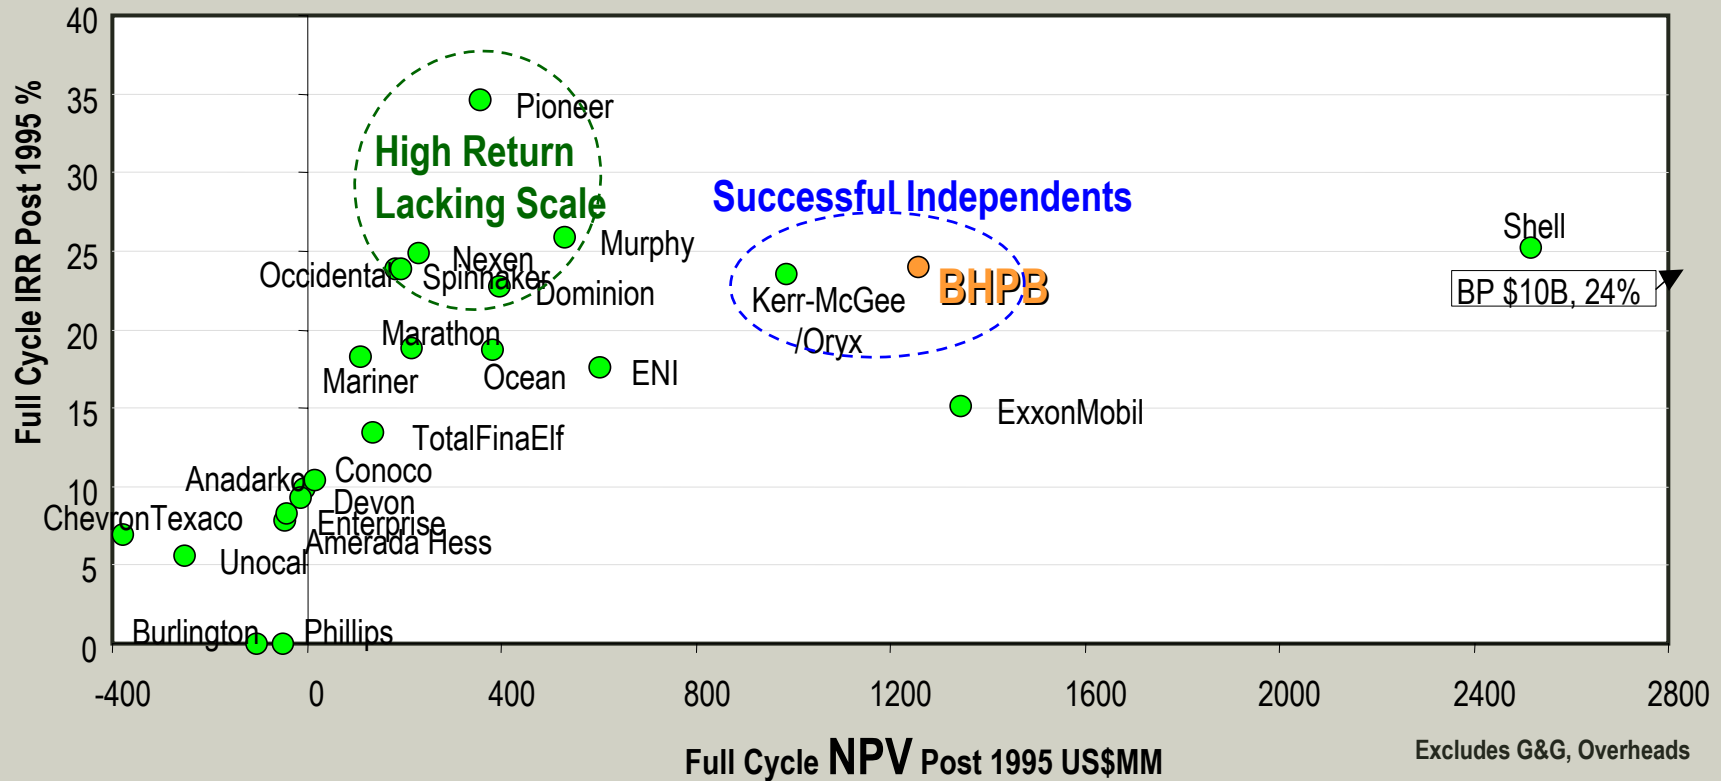 40
35
30
25
20
15
10
5
0
Full Cycle IRR Post 1995 %
Pioneer
High Return
Lacking Scale
Successful Independents
Murphy
Shell
Nexen
Occidental
Spinnaker
Dominion
BHPB
Kerr-McGee
/Oryx
BP $10B, 24%
Marathon
Mariner
Ocean
ENI
ExxonMobil
TotalFinaElf
Conoco
Anadarko
Devon
ChevronTexaco
Enterprise
Amerada Hess
Unocal
Burlington
Phillips
-400
0
400
800
1200
1600
2000
2400
2800
Full Cycle NPV Post 1995 US$MM
Excludes G&G, Overheads